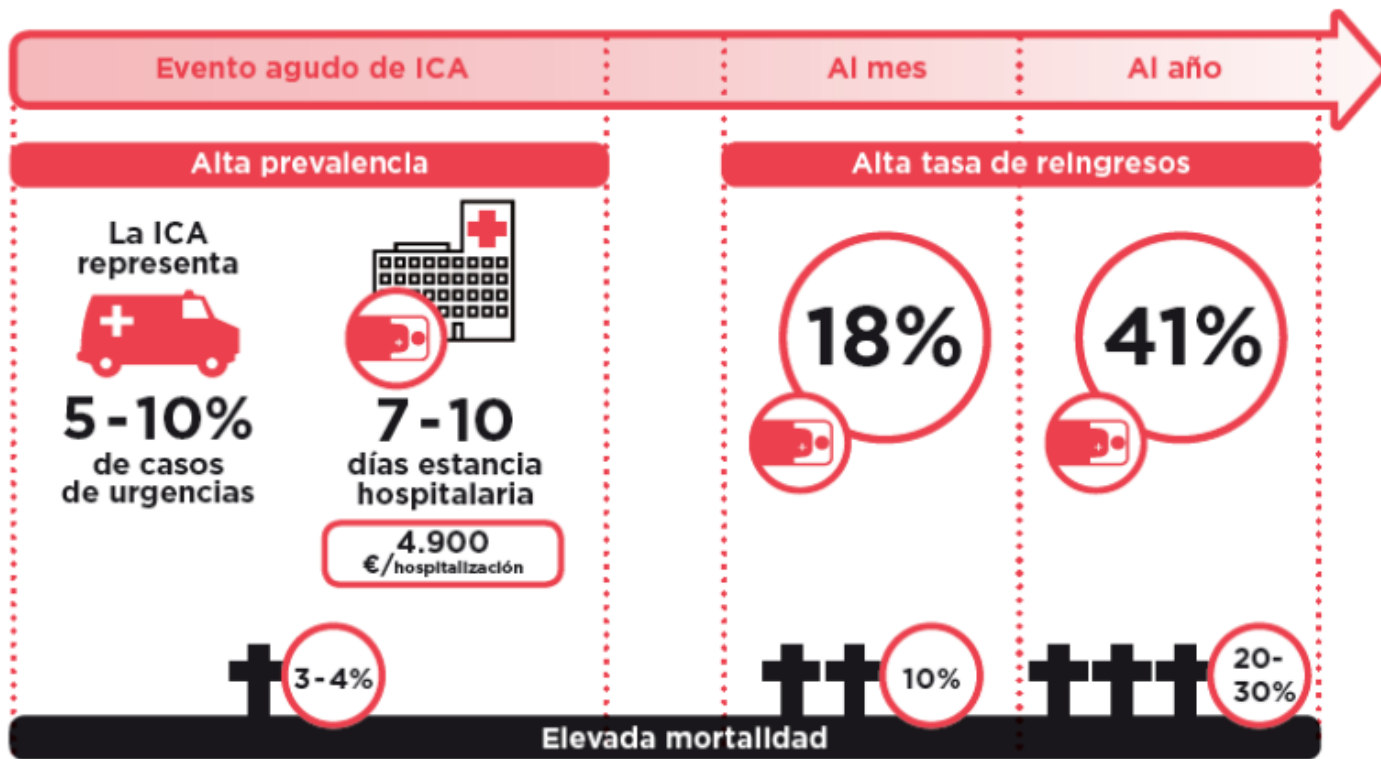 Evento agudo de ICA
Al mes
Al año
Alta prevalencia
Alta tasa de reingresos
La ICA
representa
5-10%
de casos
de urgencias
7-10
días estancia
hospitalaria
4.900
€/hospitalización
18%
41%
3-4%
10%
20-
30%
Elevada mortalidad